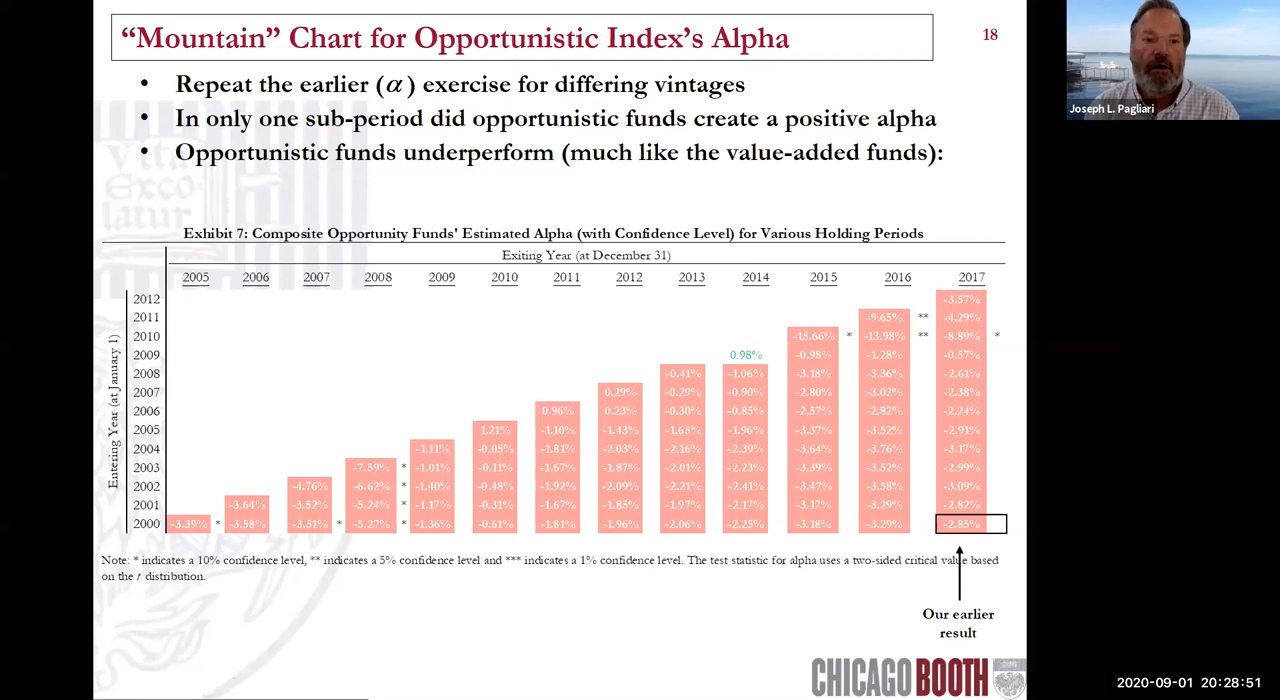 “Mountain” Chart for Opportunistic Index’s Alpha
18
• Repeat the earlier (α) exercise for differing vintages
• In only one sub-period did opportunistic funds create a positive alpha
• Opportunistic funds underperform (much like the value-added funds):
Exhibit 7: Composite Opportunity Funds' Estimated Alpha (with Confidence Level) for Various Holding Periods
Exiting Year (at December 31)
2005 2006 2007 2008 2009 2010 2011 2012 2013 2014 2015 2016 2017
Entering Year (at January 1)
2012 -3.57%
2011 -9.65% ** -4.29%
2010 -15.66% * -13.98% ** -8.89% *
2009 0.98% -0.98% -1.28% -0.57%
2008 -0.41% -1.06% -3.18% -3.36% -2.61%
2007 0.29% -0.29% -0.90% -2.80% -3.02% -2.38%
2006 0.96% 0.23% -0.30% -0.85% -2.57% -2.82% -2.24%
2005 1.21% -1.10% -1.43% -1.65% -1.96% -3.37% -3.52% -2.91%
2004 -1.11% -0.05% -1.81% -2.03% -2.16% -2.39% -3.64% -3.76% -3.17%
2003 -7.59% * -1.01% -0.11% -1.67% -1.87% -2.01% -2.23% -3.39% -3.52% -2.99%
2002 -4.76% -6.62% * -1.40% -0.48% -1.92% -2.09% -2.21% -2.41% -3.47% -3.58% -3.09%
2001 -3.64% -3.52% -5.24% * -1.17% -0.31% -1.67% -1.85% -1.97% -2.17% -3.17% -3.29% -2.82%
2000 -3.39% * -3.58% -3.51% * -5.27% * -1.36% -0.61% -1.81% -1.96% -2.06% -2.25% -3.18% -3.29% -2.85%
Note: * indicates a 10% confidence level, ** indicates a 5% confidence level and *** indicates a 1% confidence level. The test statistic for alpha uses a two-sided critical value based
on the t distribution.
Our earlier
result
CHICAGO BOOTH
Vita
Exco-
latur
Joseph L. Pagliari
2020-09-01 20:28:51